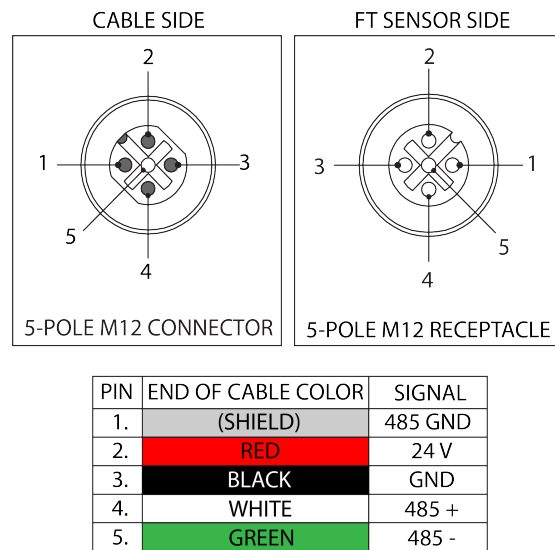 CABLE SIDE
2
1
3
5
4
5-POLE M12 CONNECTOR
FT SENSOR SIDE
2
3
1
5
4
5-POLE M12 RECEPTACLE
PIN END OF CABLE COLOR SIGNAL
1. (SHIELD) 485 GND
2. RED 24 V
3. BLACK GND
4. WHITE 485 +
5. GREEN 485 -